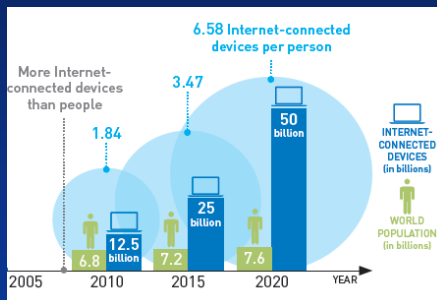 6.58 Internet-connected
devices per person
More Internet-
connected devices
than people
3.47
1.84
50
billion
25
billion
12.5
billion
6.8
7.2
7.6
2005
2010
2015
2020
YEAR
INTERNET-
CONNECTED
DEVICES
(in billions)
WORLD
POPULATION
(in billions)